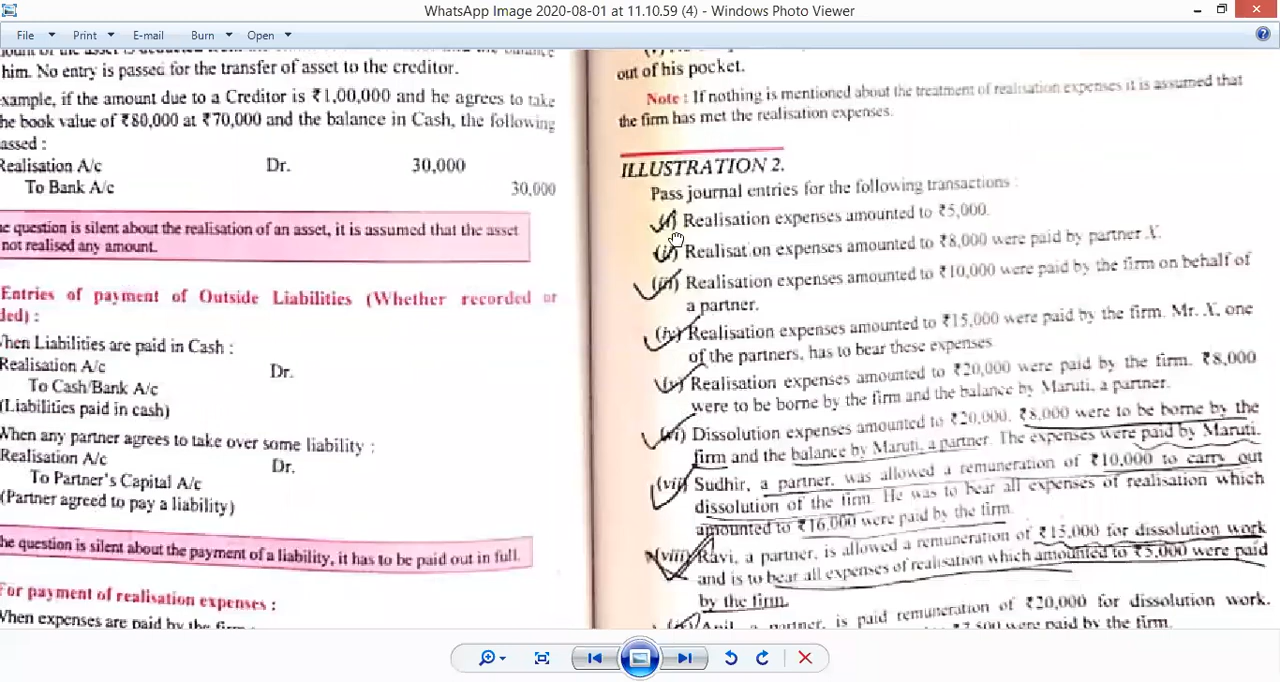 WhatsApp Image 2020-08-01 at 11.10.59 (4) - Windows Photo Viewer
File Print E-mail Burn Open
him. No entry is passed for the transfer of asset to the creditor.
xample, if the amount due to a Creditor is ₹1,00,000 and he agrees to take
he book value of ₹80,000 at ₹70,000 and the balance in Cash, the following
assed :
Realisation A/c Dr. 30,000
To Bank A/c 30,000
e question is silent about the realisation of an asset, it is assumed that the asset
not realised any amount.
Entries of payment of Outside Liabilities (Whether recorded or
ded) :
hen Liabilities are paid in Cash :
Realisation A/c Dr.
To Cash/Bank A/c
(Liabilities paid in cash)
When any partner agrees to take over some liability :
Realisation A/c Dr.
To Partner's Capital A/c
(Partner agreed to pay a liability)
he question is silent about the payment of a liability, it has to be paid out in full.
For payment of realisation expenses :
When expenses are paid by the
out of his pocket.
Note : If nothing is mentioned about the treatment of realisation expenses it is assumed that
the firm has met the realisation expenses.
ILLUSTRATION 2.
Pass journal entries for the following transactions :
(i) Realisation expenses amounted to ₹5,000.
(ii) Realisation expenses amounted to ₹8,000 were paid by partner X.
(iii) Realisation expenses amounted to ₹10,000 were paid by the firm on behalf of
a partner.
(iv) Realisation expenses amounted to ₹15,000 were paid by the firm. Mr. X, one
of the partners, has to bear these expenses.
(v) Realisation expenses amounted to ₹20,000 were paid by the firm. ₹8,000
were to be borne by the firm and the balance by Maruti, a partner.
(vi) Dissolution expenses amounted to ₹20,000. ₹8,000 were to be borne by the
firm and the balance by Maruti, a partner. The expenses were paid by Maruti.
(vii) Sudhir, a partner, was allowed a remuneration of ₹10,000 to carry out
dissolution of the firm. He was to bear all expenses of realisation which
amounted to ₹16,000 were paid by the firm.
(viii) Ravi, a partner, is allowed a remuneration of ₹15,000 for dissolution work
and is to bear all expenses of realisation which amounted to ₹5,000 were paid
by the firm.
(ix) Anil, a partner, is paid remuneration of ₹20,000 for dissolution work.
₹7,500 were paid by the firm.